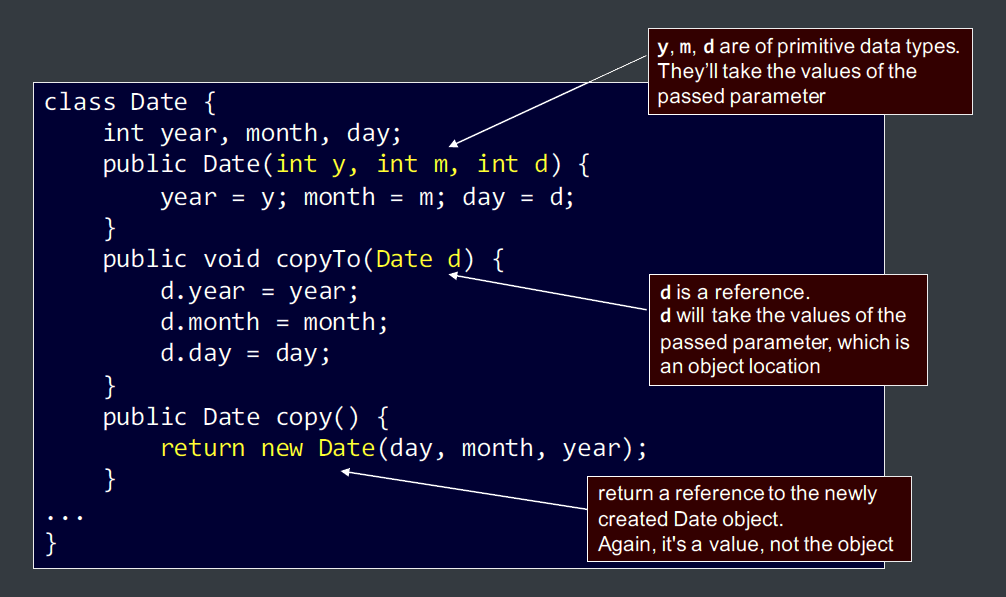 y, m, d are of primitive data types.
They’ll take the values of the
passed parameter
class Date {
int year, month, day;
public Date(int y, int m, int d) {
year = y; month = m; day = d;
}
public void copyTo(Date d) {
d.year = year;
d.month = month;
d.day = day;
}
d is a reference.
d will take the values of the
passed parameter, which is
an object location
public Date copy() {
return new Date(day, month, year);
}
...
}
return a reference to the newly
created Date object.
Again, it's a value, not the object